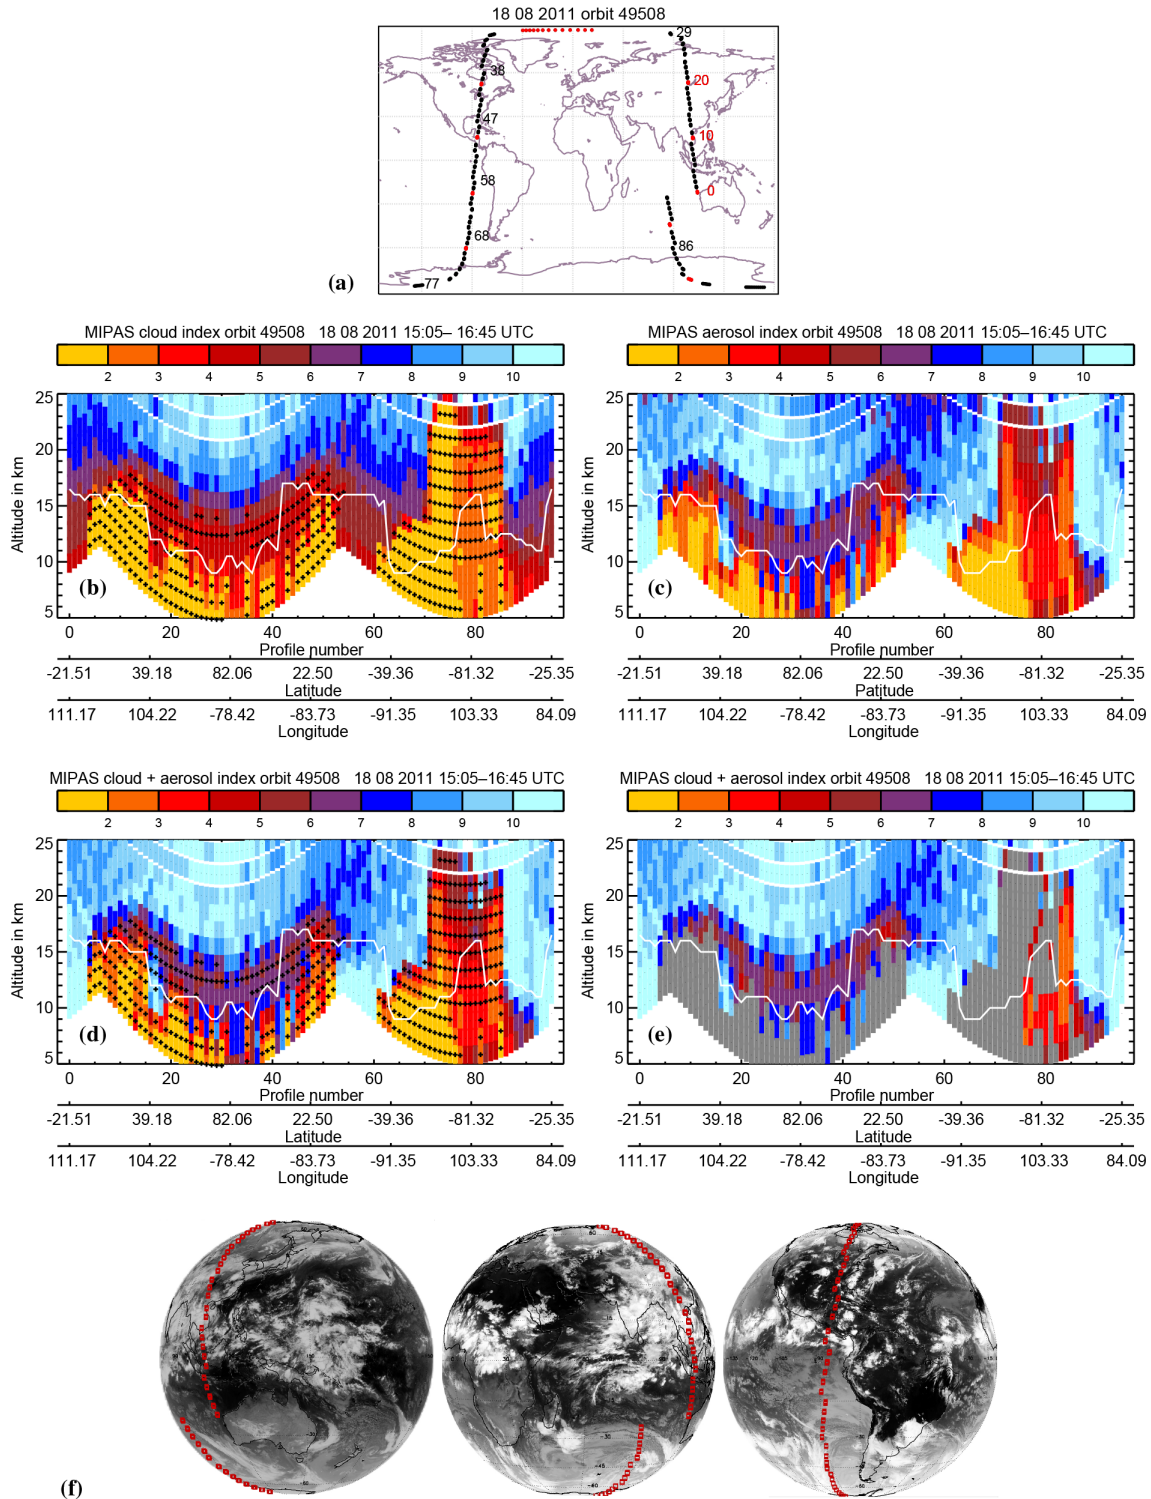 18 08 2011 orbit 49508
29
38
20
47
10
58
0
68
86
77
(a)
MIPAS cloud index orbit 49508 18 08 2011 15:05– 16:45 UTC
2 3 4 5 6 7 8 9 10
Altitude in km
25
20
15
10
5
(b)
0 20 40 60 80
Profile number
-21.51 39.18 82.06 22.50 -39.36 -81.32 -25.35
Latitude
111.17 104.22 -78.42 -83.73 -91.35 103.33 84.09
Longitude
MIPAS aerosol index orbit 49508 18 08 2011 15:05–16:45 UTC
2 3 4 5 6 7 8 9 10
Altitude in km
25
20
15
10
5
(c)
0 20 40 60 80
Profile number
-21.51 39.18 82.06 22.50 -39.36 -81.32 -25.35
Patitude
111.17 104.22 -78.42 -83.73 -91.35 103.33 84.09
Longitude
MIPAS cloud + aerosol index orbit 49508 18 08 2011 15:05–16:45 UTC
2 3 4 5 6 7 8 9 10
Altitude in km
25
20
15
10
5
(d)
0 20 40 60 80
Profile number
-21.51 39.18 82.06 22.50 -39.36 -81.32 -25.35
Latitude
111.17 104.22 -78.42 -83.73 -91.35 103.33 84.09
Longitude
MIPAS cloud + aerosol index orbit 49508 18 08 2011 15:05–16:45 UTC
2 3 4 5 6 7 8 9 10
Altitude in km
25
20
15
10
5
(e)
0 20 40 60 80
Profile number
-21.51 39.18 82.06 22.50 -39.36 -81.32 -25.35
Latitude
111.17 104.22 -78.42 -83.73 -91.35 103.33 84.09
Longitude
(f)